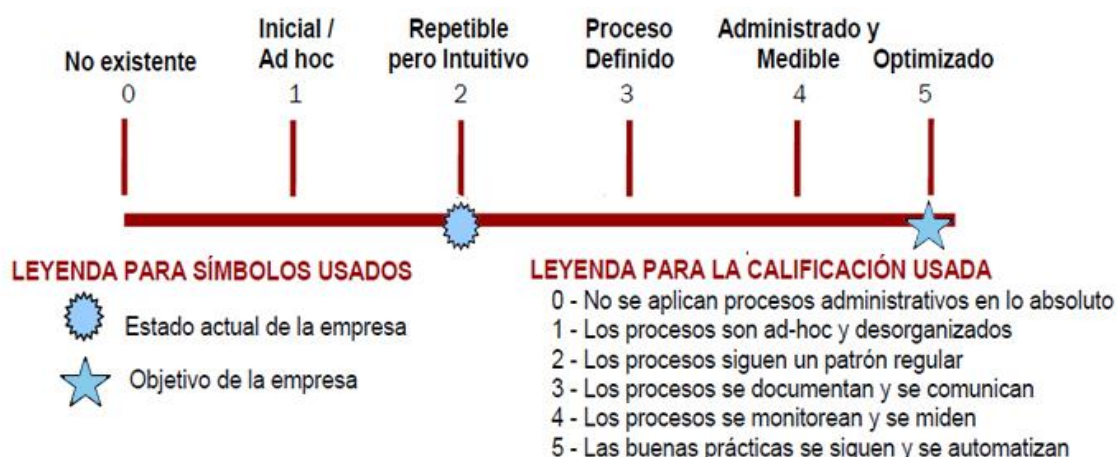 No existente
Inicial /
Ad hoc
Repetible
pero Intuitivo
Proceso
Definido
Administrado y
Medible
Optimizado
0
1
2
3
4
5
LEYENDA PARA SÍMBOLOS USADOS
Estado actual de la empresa
Objetivo de la empresa
LEYENDA PARA LA CALIFICACIÓN USADA
0 - No se aplican procesos administrativos en lo absoluto
1 - Los procesos son ad-hoc y desorganizados
2 - Los procesos siguen un patrón regular
3 - Los procesos se documentan y se comunican
4 - Los procesos se monitorean y se miden
5 - Las buenas prácticas se siguen y se automatizan